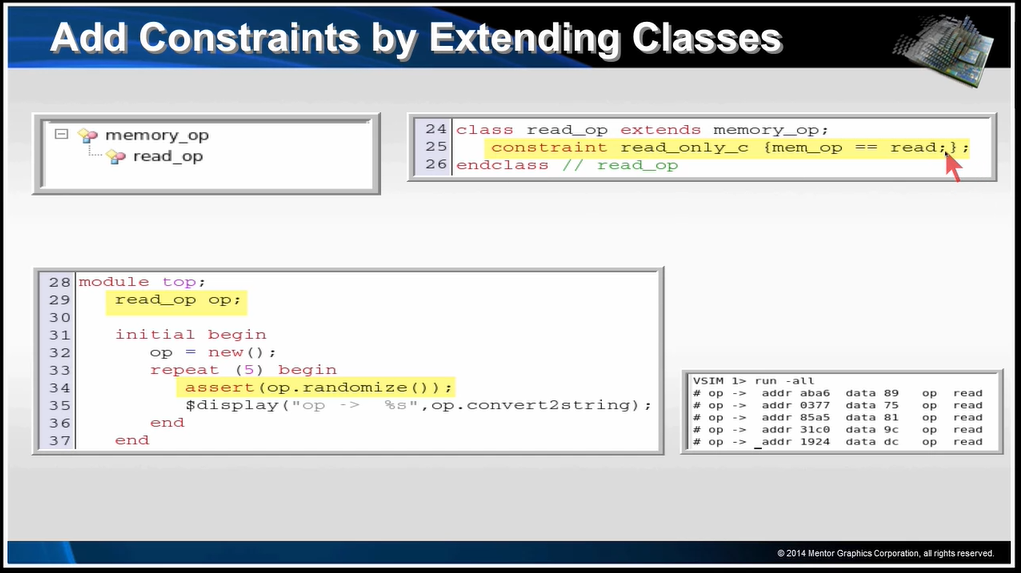 Add Constraints by Extending Classes
memory_op
read_op
24 class read_op extends memory_op;
25 constraint read_only_c {mem_op == read;};
26 endclass // read_op
28 module top;
29 read_op op;
30
31 initial begin
32 op = new();
33 repeat (5) begin
34 assert(op.randomize());
35 $display("op -> %s",op.convert2string);
36 end
37 end
VSIM 1> run -all
# op -> addr aba6 data 89 op read
# op -> addr 0377 data 75 op read
# op -> addr 85a5 data 81 op read
# op -> addr 31c0 data 9c op read
# op -> _addr 1924 data dc op read
© 2014 Mentor Graphics Corporation, all rights reserved.